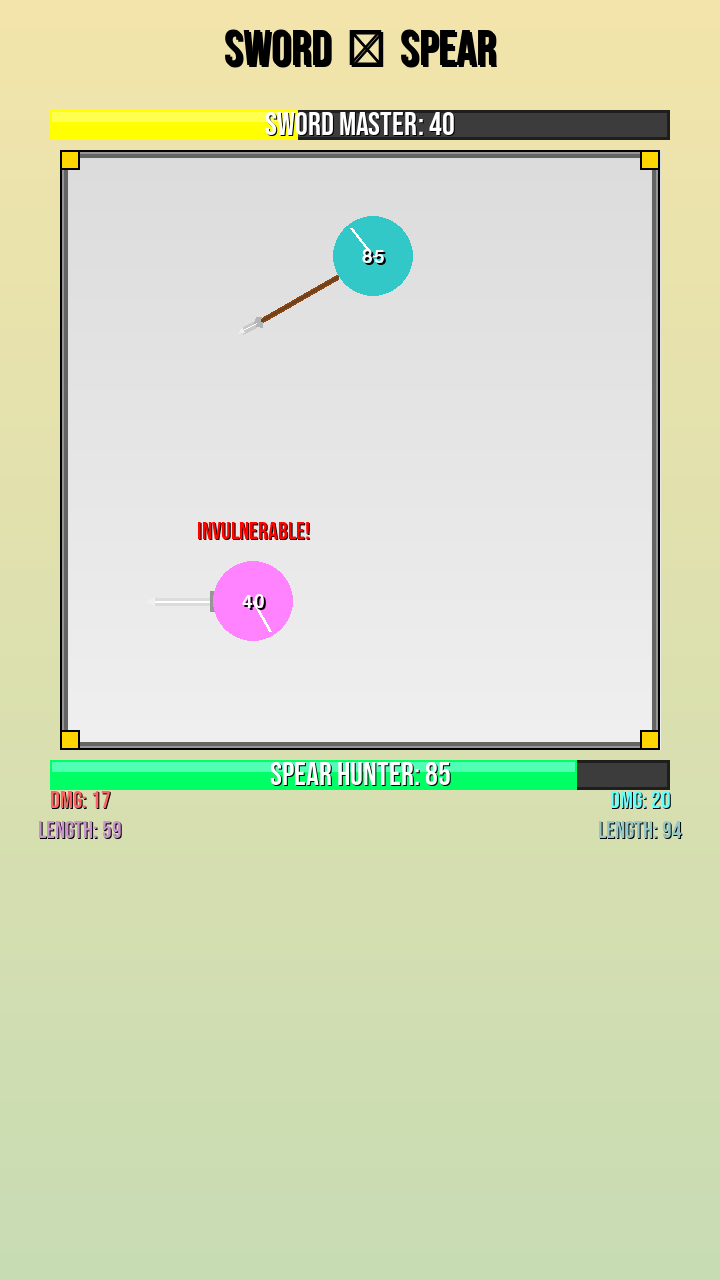 SWORD SPEAR
SWORD MASTER: 40
85
INVULNERABLE!
40
SPEAR HUNTER: 85
DMG: 17
DMG: 20
LENGTH: 59
LENGTH: 94